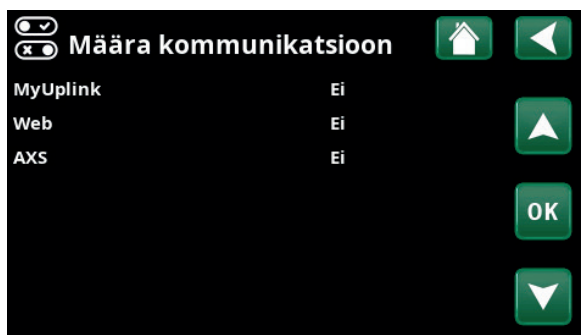 Määra kommunikatsioon
MyUplink Ei
Web Ei
AXS Ei
OK